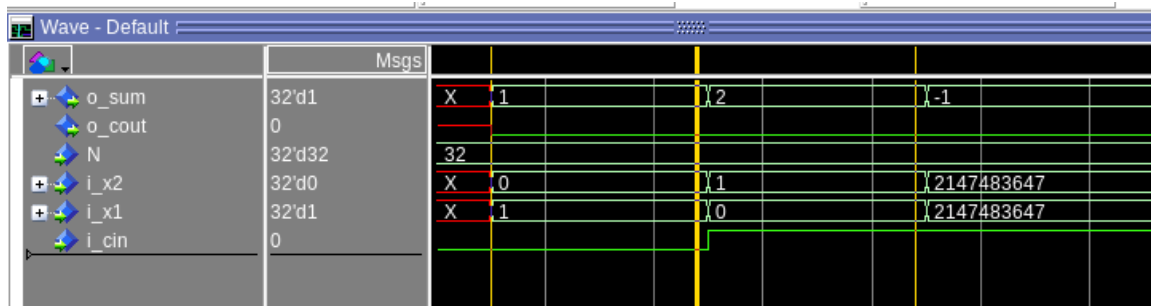 Wave - Default
Msgs
o_sum 32'd1 X 1 2 -1
o_cout 0
N 32'd32 32
i_x2 32'd0 X 0 1 2147483647
i_x1 32'd1 X 1 0 2147483647
i_cin 0